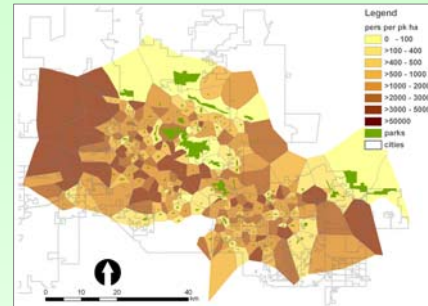 Legend
pers per pk ha
0 - 100
>100 - 400
>400 - 500
>500 - 1000
>1000 - 2000
>2000 - 3000
>3000 - 5000
>50000
parks
cities
0 10 20 40
km